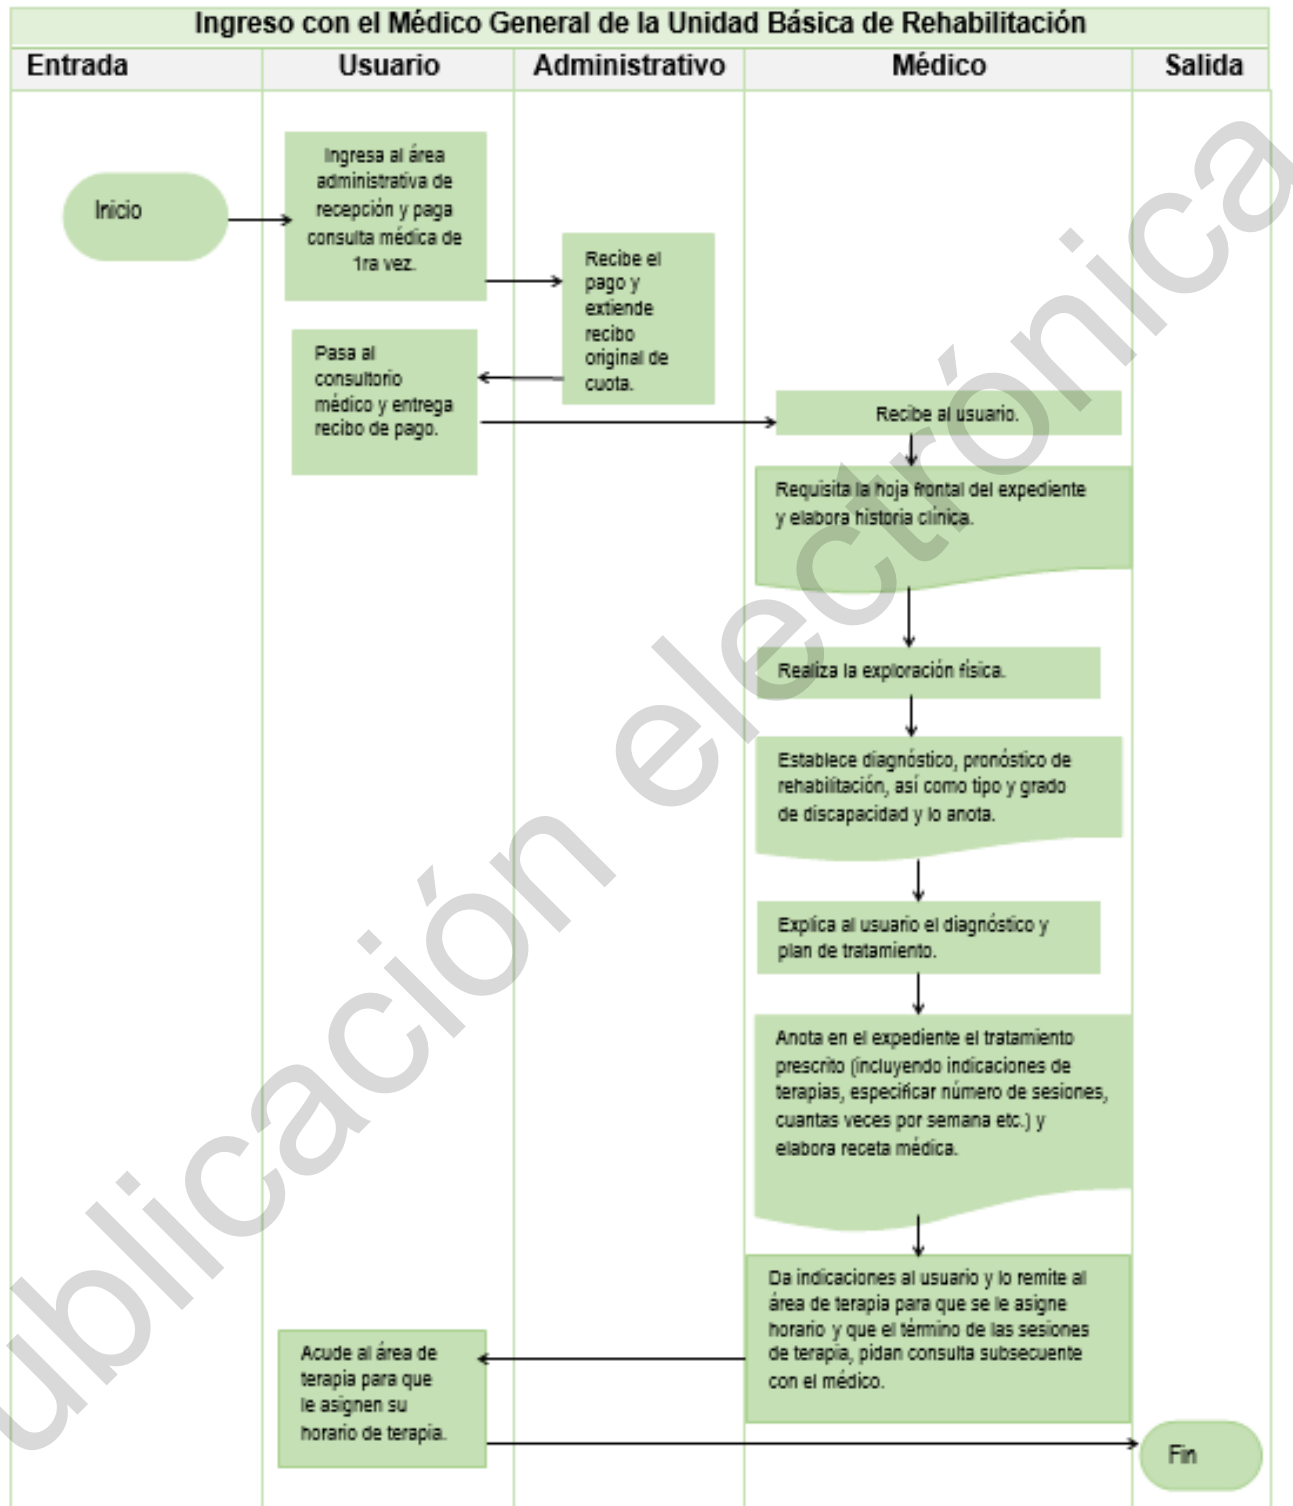 Ingreso con el Médico General de la Unidad Básica de Rehabilitación
Entrada
Usuario
Administrativo
Médico
Salida
Inicio
Ingresa al área
administrativa de
recepción y paga
consulta médica de
1ra vez.
Recibe el
pago y
extiende
recibo
original de
cuota.
Pasa al
consultorio
médico y entrega
recibo de pago.
Recibe al usuario.
Requisita la hoja frontal del expediente
y elabora historia clínica.
Realiza la exploración física.
Establece diagnóstico, pronóstico de
rehabilitación, así como tipo y grado
de discapacidad y lo anota.
Explica al usuario el diagnóstico y
plan de tratamiento.
Anota en el expediente el tratamiento
prescrito (incluyendo indicaciones de
terapias, especificar número de sesiones,
cuantas veces por semana etc.) y
elabora receta médica.
Da indicaciones al usuario y lo remite al
área de terapia para que se le asigne
horario y que el término de las sesiones
de terapia, pidan consulta subsecuente
con el médico.
Acude al área de
terapia para que
le asignen su
horario de terapia.
Fin
ublicación electrónica